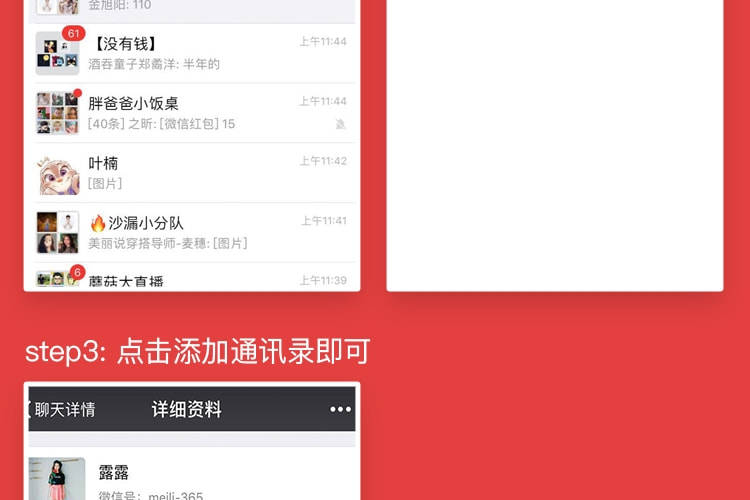 金旭阳: 110
61
【没有钱】
上午11:44
酒吞童子郑矞洋: 半年的
胖爸爸小饭桌
上午11:44
[40条] 之昕: [微信红包] 15
叶楠
上午11:42
[图片]
🔥沙漏小分队
上午11:41
美丽说穿搭导师-麦穗: [图片]
6
蘑菇大直播
上午11:39
step3: 点击添加通讯录即可
聊天详情
详细资料
•••
露露
微信号: meili-365